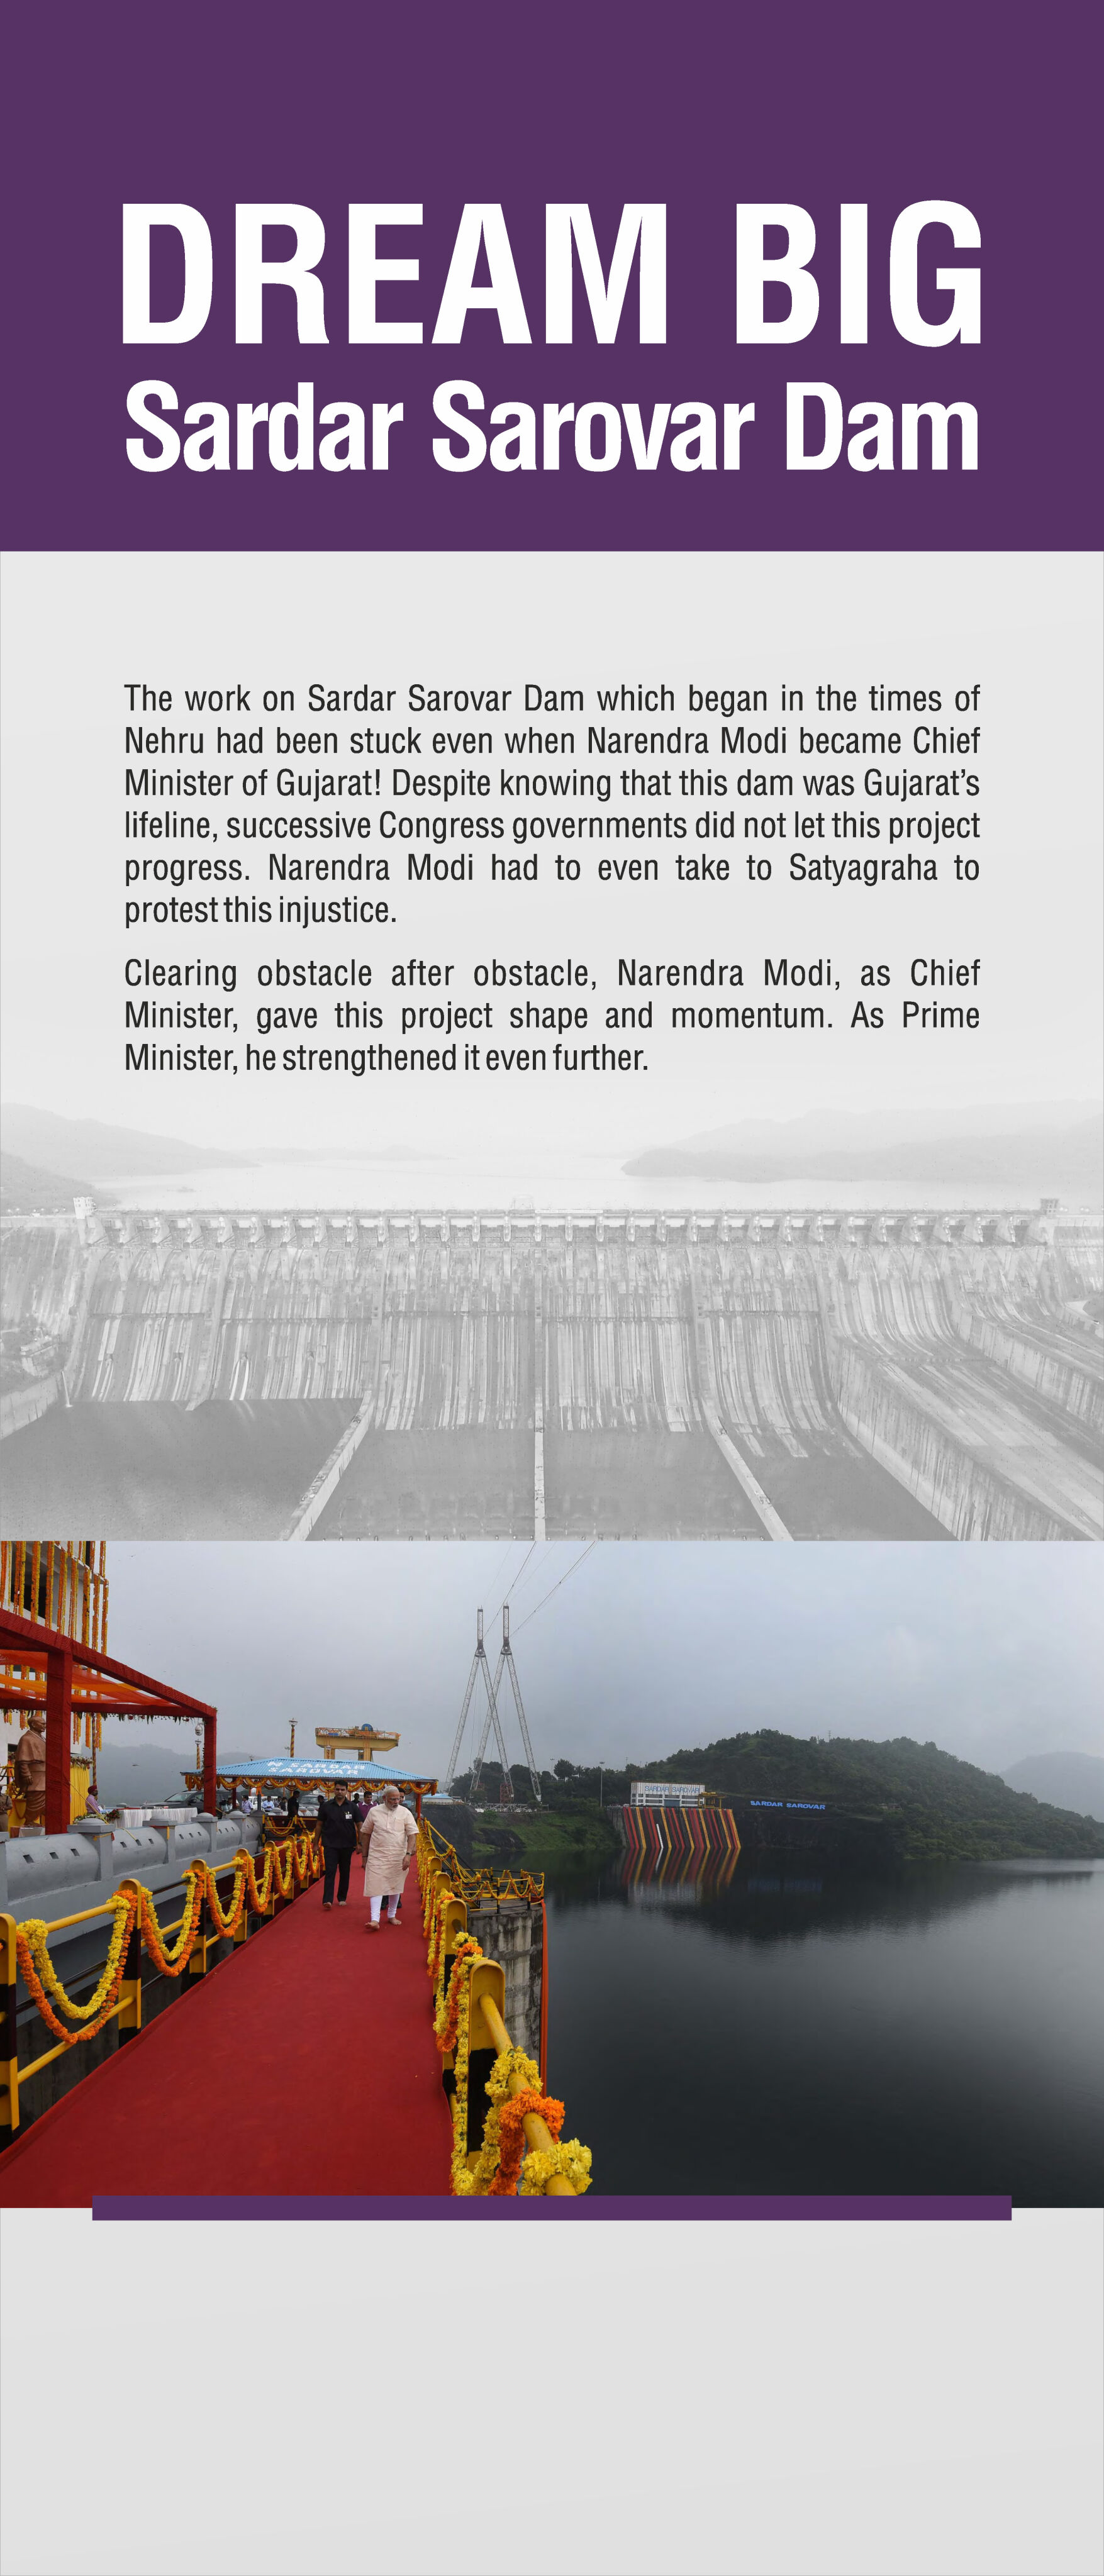 DREAM BIG
Sardar Sarovar Dam
The work on Sardar Sarovar Dam which began in the times of
Nehru had been stuck even when Narendra Modi became Chief
Minister of Gujarat! Despite knowing that this dam was Gujarat’s
lifeline, successive Congress governments did not let this project
progress. Narendra Modi had to even take to Satyagraha to
protest this injustice.
Clearing obstacle after obstacle, Narendra Modi, as Chief
Minister, gave this project shape and momentum. As Prime
Minister, he strengthened it even further.
SARDAR
SAROVAR
SARDAR SAROVAR
SARDAR SAROVAR